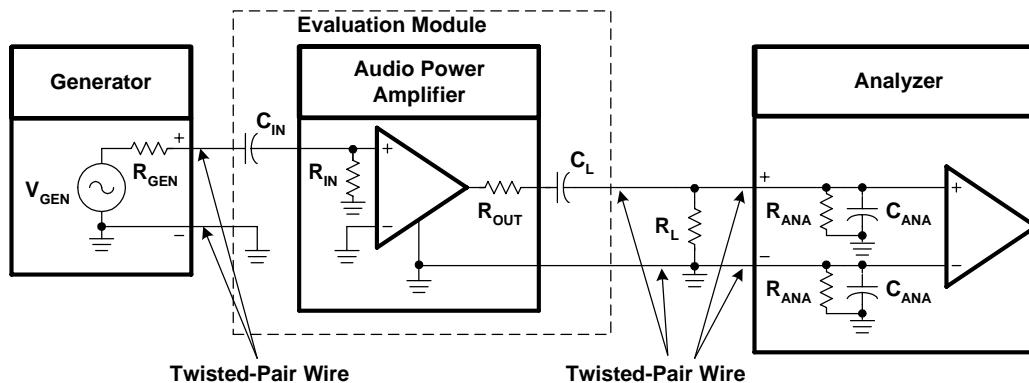 Evaluation Module
Generator
Audio Power
Amplifier
Analyzer
C_IN
C_L
+
R_GEN
V_GEN
−
R_IN
+
−
R_OUT
R_L
+
R_ANA
C_ANA
+
−
R_ANA
C_ANA
−
Twisted-Pair Wire
Twisted-Pair Wire